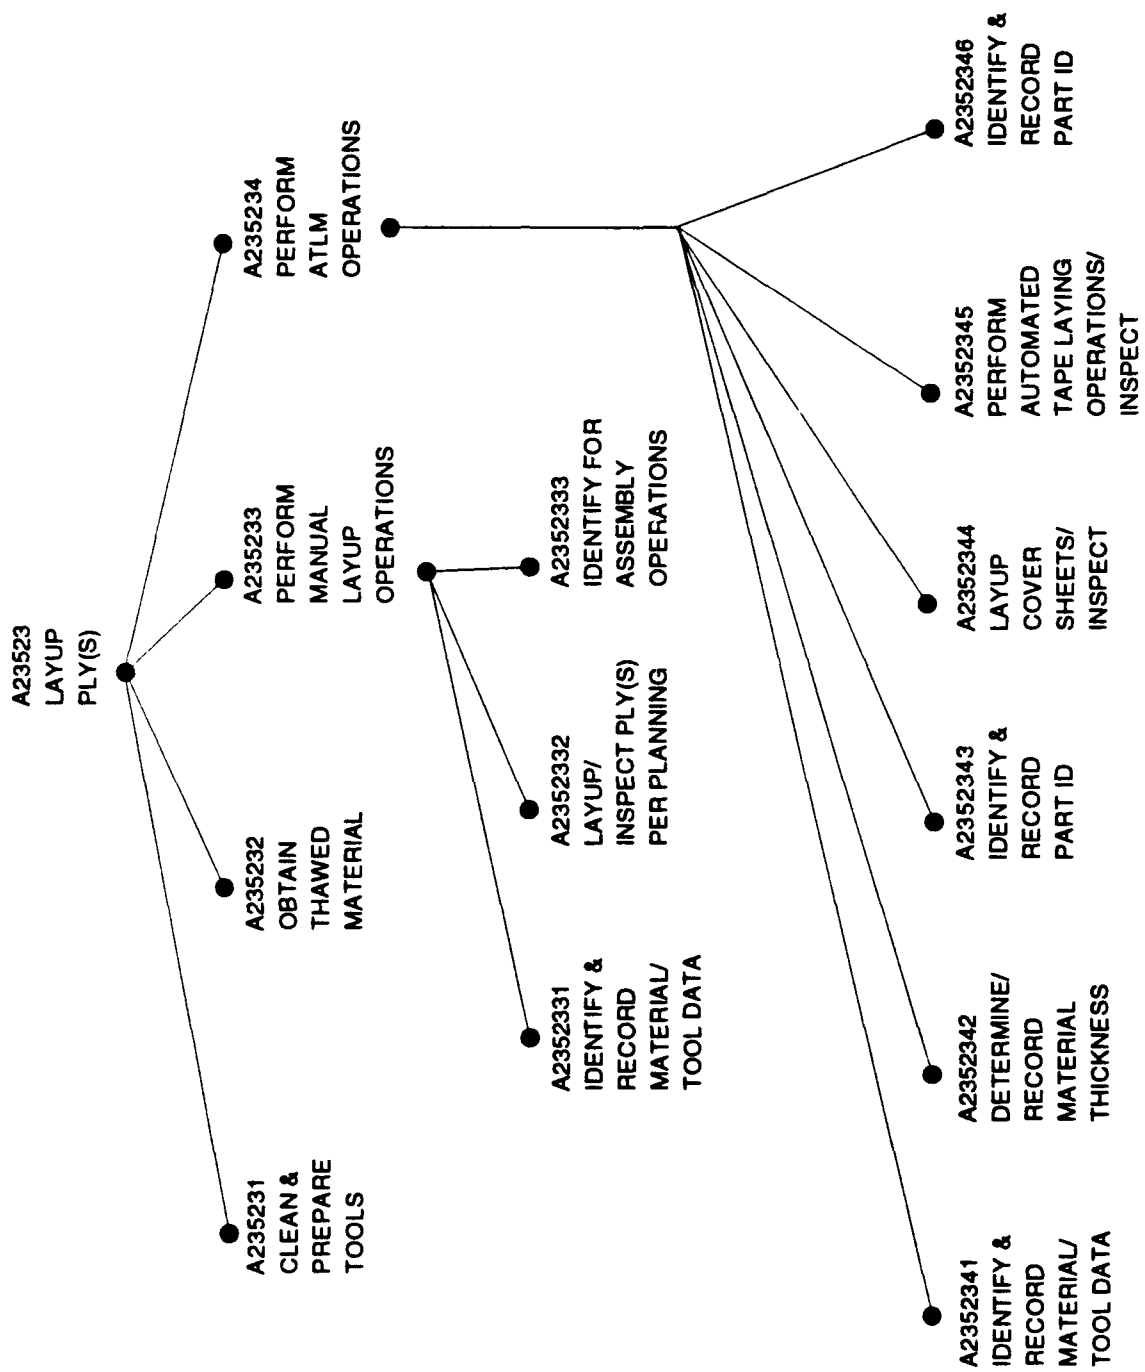 A23523
LAYUP
PLY(S)
A235231
CLEAN &
PREPARE
TOOLS
A235232
OBTAIN
THAWED
MATERIAL
A235233
PERFORM
MANUAL
LAYUP
OPERATIONS
A235234
PERFORM
ATLM
OPERATIONS
A2352331
IDENTIFY &
RECORD
MATERIAL/
TOOL DATA
A2352332
LAYUP/
INSPECT PLY(S)
PER PLANNING
A2352333
IDENTIFY FOR
ASSEMBLY
OPERATIONS
A2352341
IDENTIFY &
RECORD
MATERIAL/
TOOL DATA
A2352342
DETERMINE/
RECORD
MATERIAL
THICKNESS
A2352343
IDENTIFY &
RECORD
PART ID
A2352344
LAYUP
COVER
SHEETS/
INSPECT
A2352345
PERFORM
AUTOMATED
TAPE LAYING
OPERATIONS/
INSPECT
A2352346
IDENTIFY &
RECORD
PART ID